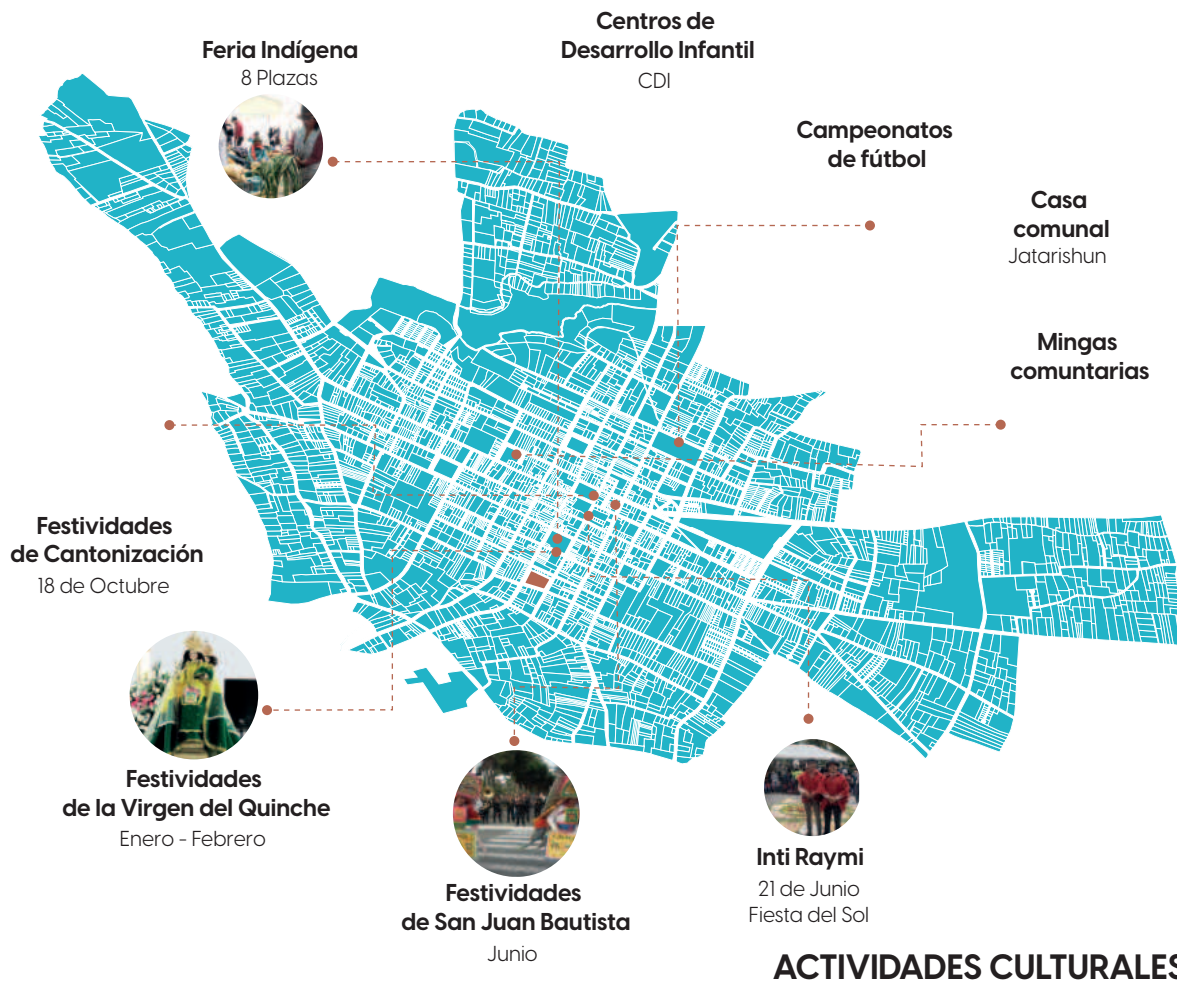 Feria Indígena
8 Plazas
Centros de
Desarrollo Infantil
CDI
Campeonatos
de fútbol
Casa
comunal
Jatarishun
Mingas
comuntarias
Festividades
de Cantonización
18 de Octubre
Festividades
de la Virgen del Quinche
Enero - Febrero
Festividades
de San Juan Bautista
Junio
Inti Raymi
21 de Junio
Fiesta del Sol
ACTIVIDADES CULTURALES